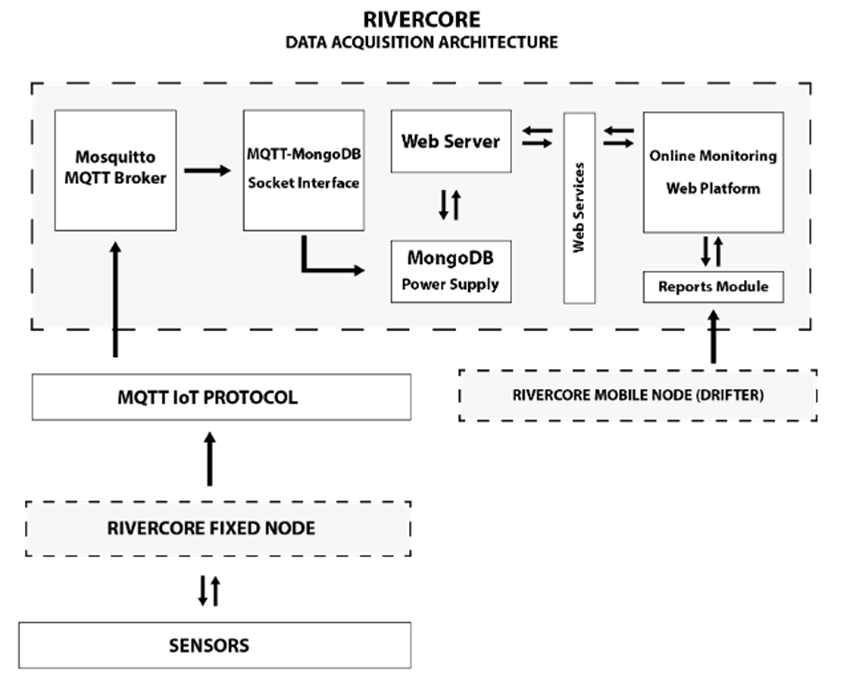 RIVERCORE
DATA ACQUISITION ARCHITECTURE
Mosquitto
MQTT Broker
MQTT-MongoDB
Socket Interface
Web Server
MongoDB
Power Supply
Web Services
Online Monitoring
Web Platform
Reports Module
MQTT IoT PROTOCOL
RIVERCORE MOBILE NODE (DRIFTER)
RIVERCORE FIXED NODE
SENSORS